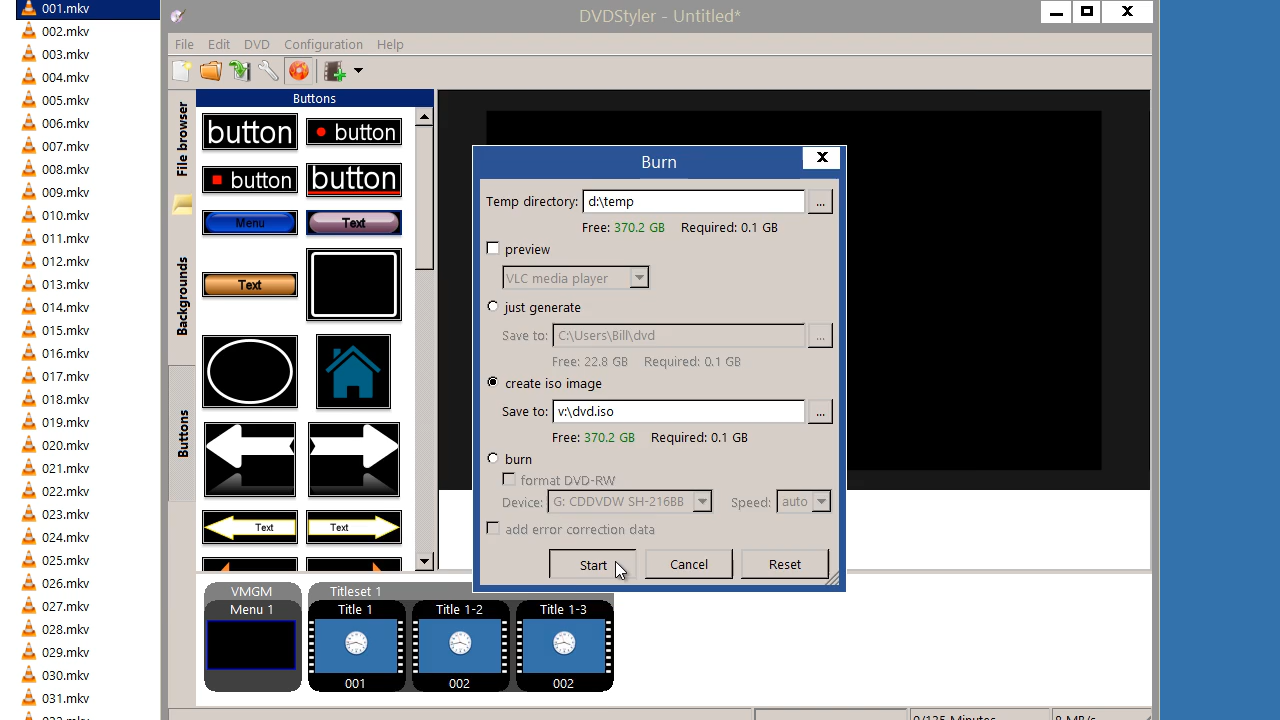 001.mkv
002.mkv
003.mkv
004.mkv
005.mkv
006.mkv
007.mkv
008.mkv
009.mkv
010.mkv
011.mkv
012.mkv
013.mkv
014.mkv
015.mkv
016.mkv
017.mkv
018.mkv
019.mkv
020.mkv
021.mkv
022.mkv
023.mkv
024.mkv
025.mkv
026.mkv
027.mkv
028.mkv
029.mkv
030.mkv
031.mkv
DVDStyler - Untitled*
File Edit DVD Configuration Help
File browser
Backgrounds
Buttons
Buttons
button button
button button
Menu Text
Text
Text Text
Burn
Temp directory: d:\temp ...
Free: 370.2 GB Required: 0.1 GB
preview
VLC media player
just generate
Save to: C:\Users\Bill\dvd ...
Free: 22.8 GB Required: 0.1 GB
create iso image
Save to: v:\dvd.iso ...
Free: 370.2 GB Required: 0.1 GB
burn
format DVD-RW
Device: G: CDDVDW SH-216BB Speed: auto
add error correction data
Start Cancel Reset
VMGM Titleset 1
Menu 1 Title 1 Title 1-2 Title 1-3
001 002 002
0/135 Minutes 8 MB/s